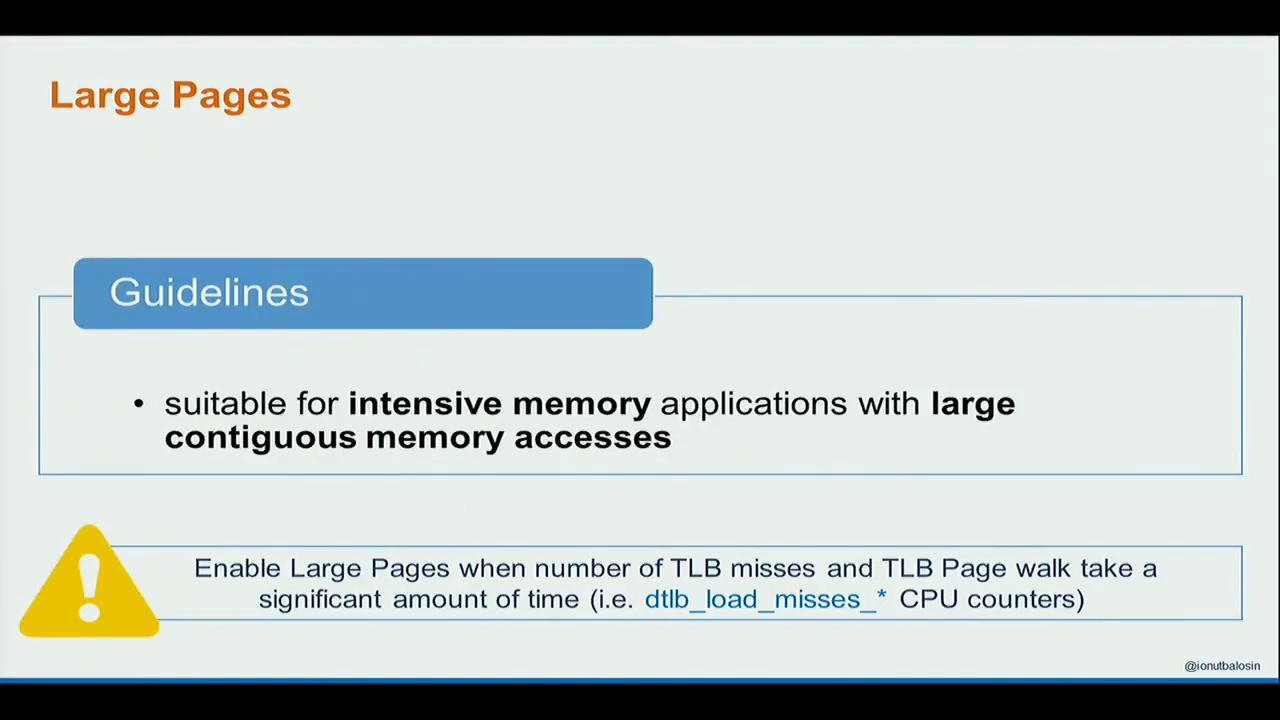 Large Pages
Guidelines
• suitable for intensive memory applications with large
contiguous memory accesses
Enable Large Pages when number of TLB misses and TLB Page walk take a
significant amount of time (i.e. dtlb_load_misses_* CPU counters)
@ionutbalosin